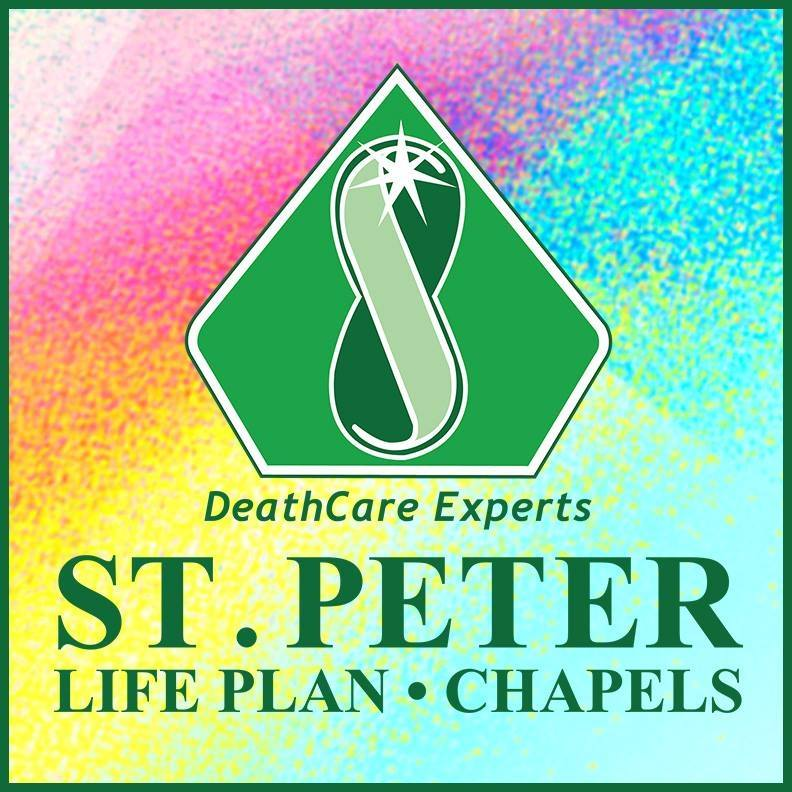 DeathCare Experts
ST. PETER
LIFE PLAN • CHAPELS